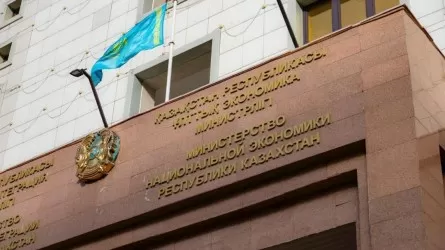 ҚАЗАҚСТАН РЕСПУБЛИКАСЫ
ҰЛТТЫҚ ЭКОНОМИКА
МИНИСТРЛІГІ
МИНИСТЕРСТВО
НАЦИОНАЛЬНОЙ ЭКОНОМИКИ
РЕСПУБЛИКИ КАЗАХСТАН